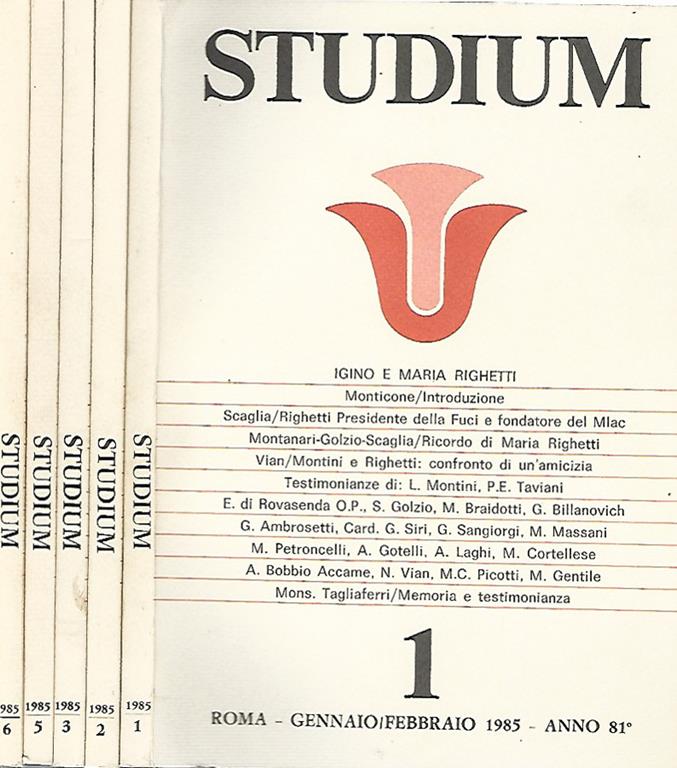 STUDIUM
IGINO E MARIA RIGHETTI
Monticone/Introduzione
Scaglia/Righetti Presidente della Fuci e fondatore del Mlac
Montanari-Golzio-Scaglia/Ricordo di Maria Righetti
Vian/Montini e Righetti: confronto di un'amicizia
Testimonianze di: L. Montini, P.E. Taviani
E. di Rovasenda O.P., S. Golzio, M. Braidotti, G. Billanovich
G. Ambrosetti, Card. G. Siri, G. Sangiorgi, M. Massani
M. Petroncelli, A. Gotelli, A. Laghi, M. Cortellese
A. Bobbio Accame, N. Vian, M.C. Picotti, M. Gentile
Mons. Tagliaferri/Memoria e testimonianza
1
ROMA - GENNAIO/FEBBRAIO 1985 - ANNO 81°
STUDIUM
985
6
STUDIUM
1985
5
STUDIUM
1985
3
STUDIUM
1985
2
STUDIUM
1985
1